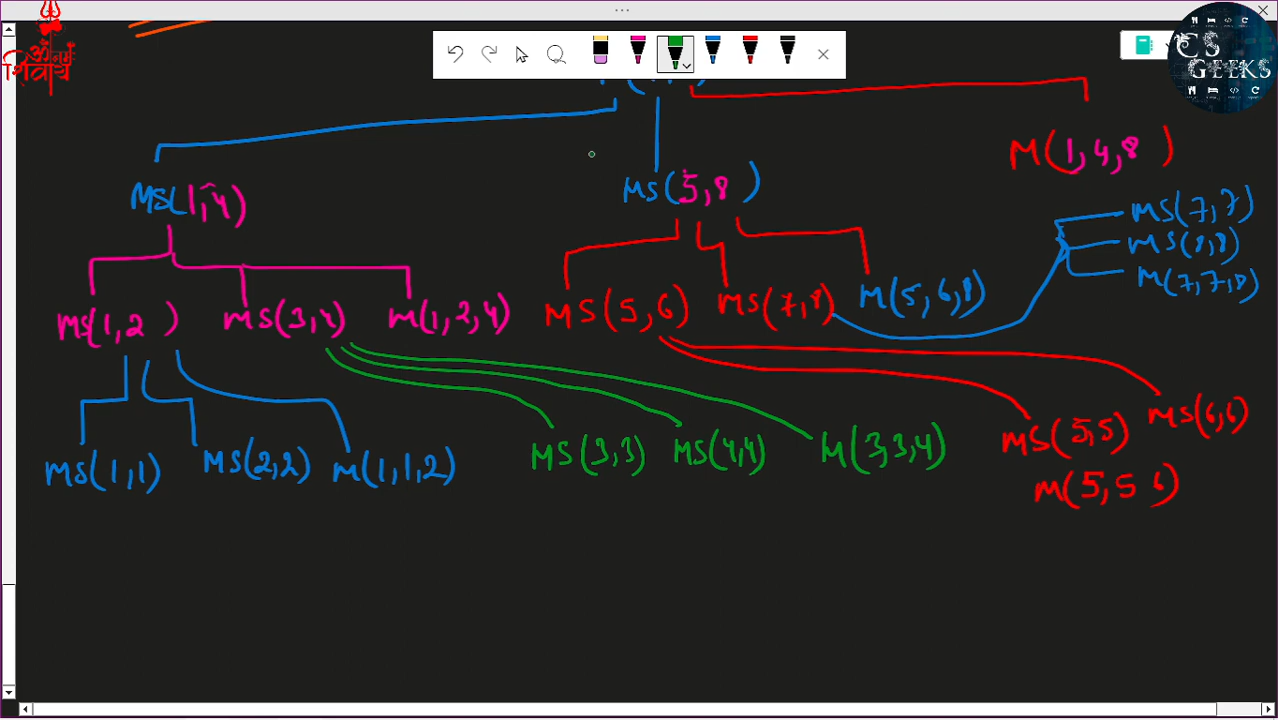 ॐ नमः
शिवाय
CS
GEEKS
M(1,4,8)
MS(1,4)
MS(5,8)
MS(7,7)
MS(8,8)
M(7,7,8)
MS(1,2)
MS(3,4)
M(1,2,4)
MS(5,6)
MS(7,8)
M(5,6,8)
MS(1,1)
MS(2,2)
M(1,1,2)
MS(3,3)
MS(4,4)
M(3,3,4)
MS(5,5)
MS(6,6)
M(5,5 6)